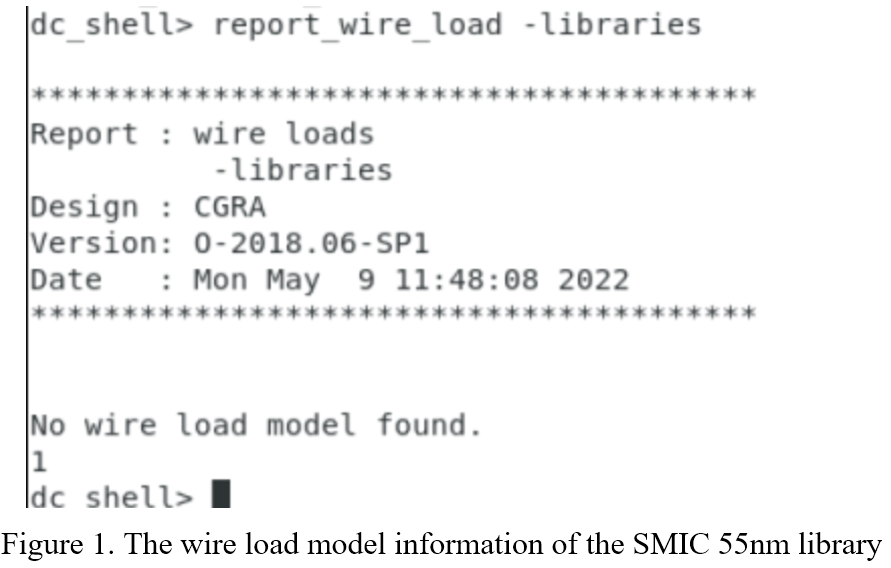 dc_shell> report_wire_load -libraries
****************************************
Report : wire loads
-libraries
Design : CGRA
Version: O-2018.06-SP1
Date   : Mon May  9 11:48:08 2022
****************************************
No wire load model found.
1
dc_shell>
Figure 1. The wire load model information of the SMIC 55nm library